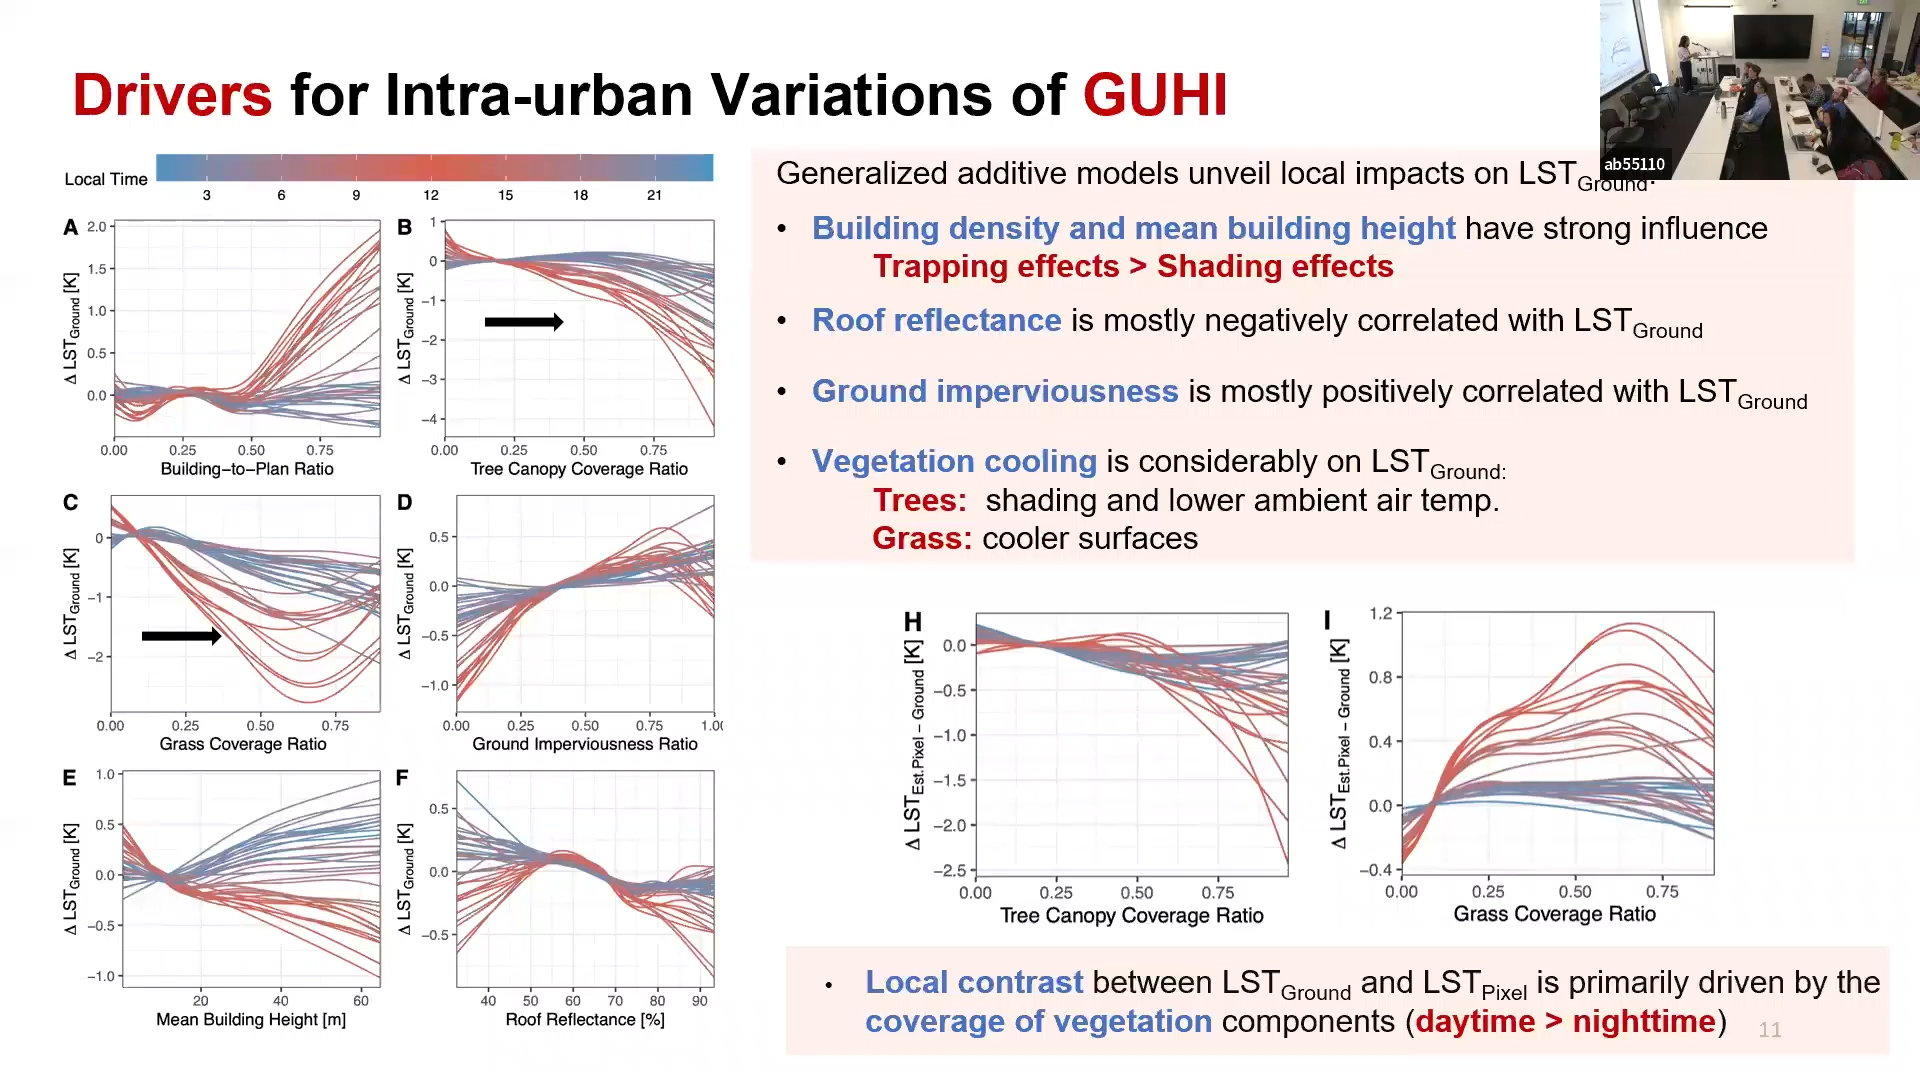 Drivers for Intra-urban Variations of GUHI
ab55110
Local Time
3 6 9 12 15 18 21
A
2.0
1.5
1.0
0.5
0.0
Δ LSTGround [K]
0.00 0.25 0.50 0.75
Building−to−Plan Ratio
B
1
0
−1
−2
−3
−4
Δ LSTGround [K]
0.00 0.25 0.50 0.75
Tree Canopy Coverage Ratio
C
0
−1
−2
Δ LSTGround [K]
0.00 0.25 0.50 0.75
Grass Coverage Ratio
D
0.5
0.0
−0.5
−1.0
Δ LSTGround [K]
0.00 0.25 0.50 0.75 1.00
Ground Imperviousness Ratio
E
1.0
0.5
0.0
−0.5
−1.0
Δ LSTGround [K]
20 40 60
Mean Building Height [m]
F
0.5
0.0
−0.5
Δ LSTGround [K]
40 50 60 70 80 90
Roof Reflectance [%]
Generalized additive models unveil local impacts on LSTGround:
• Building density and mean building height have strong influence
Trapping effects > Shading effects
• Roof reflectance is mostly negatively correlated with LSTGround
• Ground imperviousness is mostly positively correlated with LSTGround
• Vegetation cooling is considerably on LSTGround:
Trees: shading and lower ambient air temp.
Grass: cooler surfaces
H
0.0
−0.5
−1.0
−1.5
−2.0
−2.5
Δ LSTEst.Pixel − Ground [K]
0.00 0.25 0.50 0.75
Tree Canopy Coverage Ratio
I
1.2
0.8
0.4
0.0
−0.4
Δ LSTEst.Pixel − Ground [K]
0.00 0.25 0.50 0.75
Grass Coverage Ratio
• Local contrast between LSTGround and LSTPixel is primarily driven by the
coverage of vegetation components (daytime > nighttime)
11